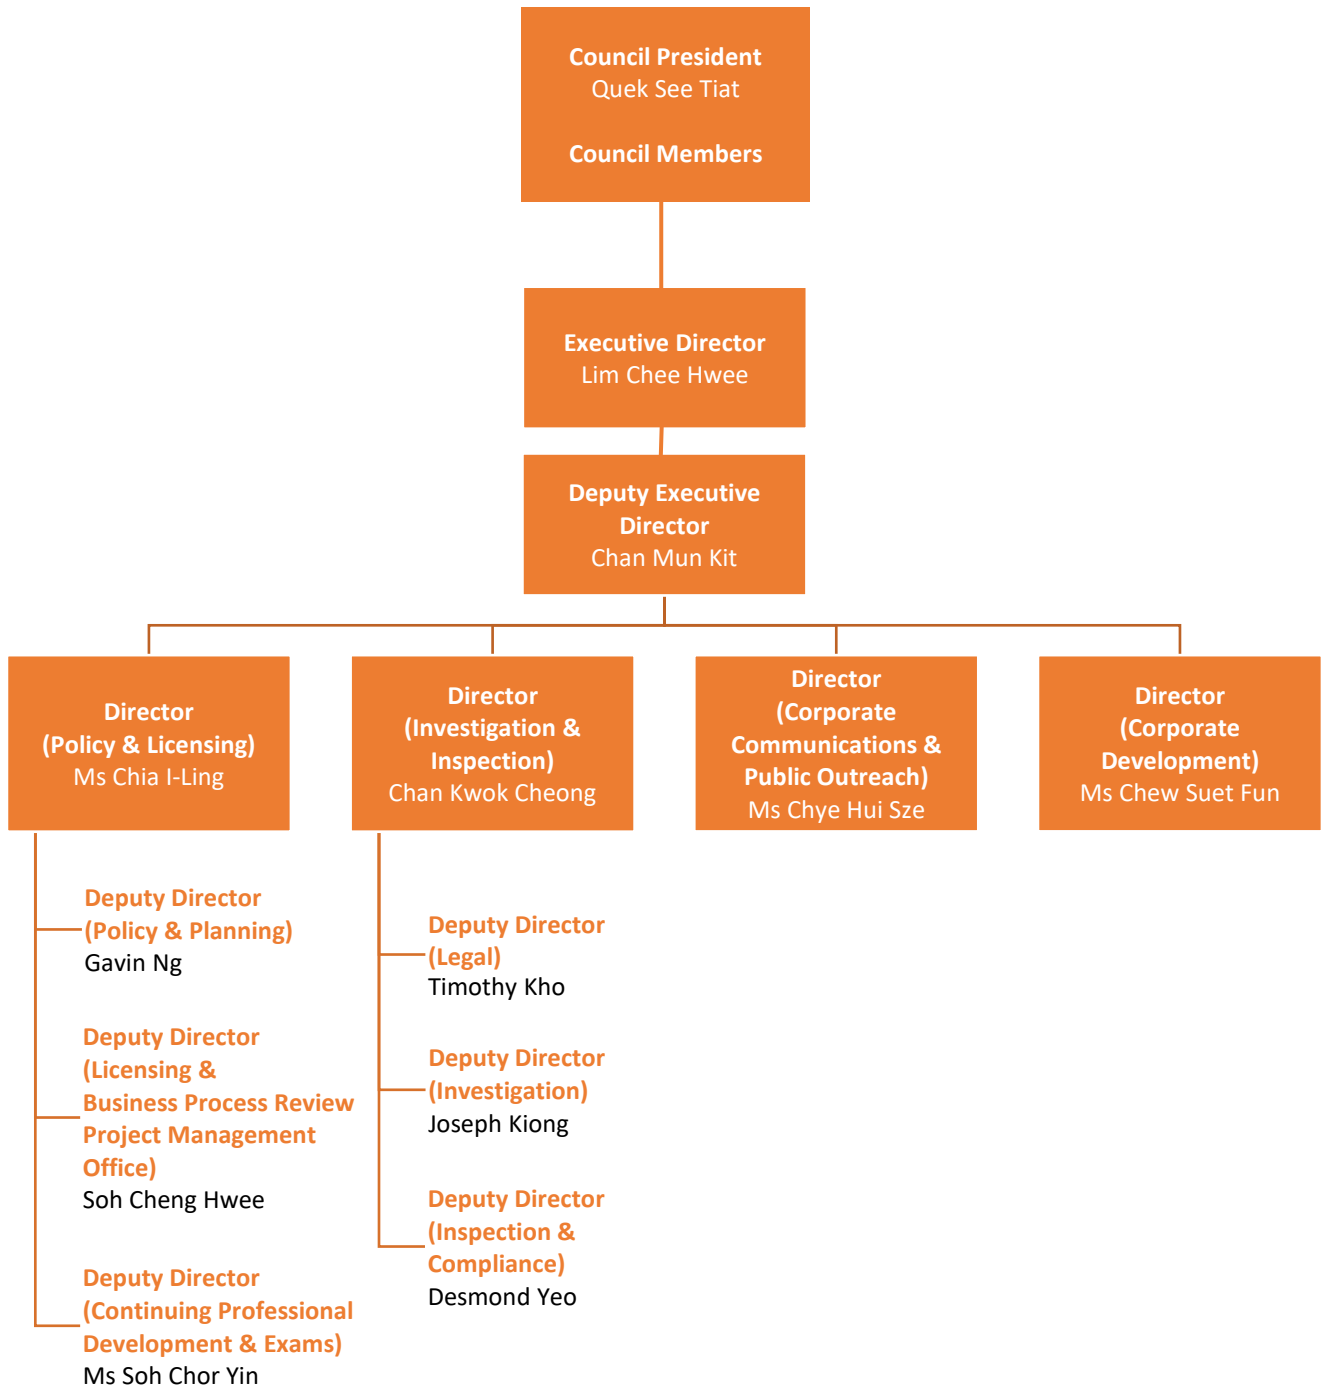 Council President
Quek See Tiat
Council Members
Executive Director
Lim Chee Hwee
Deputy Executive
Director
Chan Mun Kit
Director
(Policy & Licensing)
Ms Chia I-Ling
Director
(Investigation &
Inspection)
Chan Kwok Cheong
Director
(Corporate
Communications &
Public Outreach)
Ms Chye Hui Sze
Director
(Corporate
Development)
Ms Chew Suet Fun
Deputy Director
(Policy & Planning)
Gavin Ng
Deputy Director
(Licensing &
Business Process Review
Project Management
Office)
Soh Cheng Hwee
Deputy Director
(Continuing Professional
Development & Exams)
Ms Soh Chor Yin
Deputy Director
(Legal)
Timothy Kho
Deputy Director
(Investigation)
Joseph Kiong
Deputy Director
(Inspection &
Compliance)
Desmond Yeo